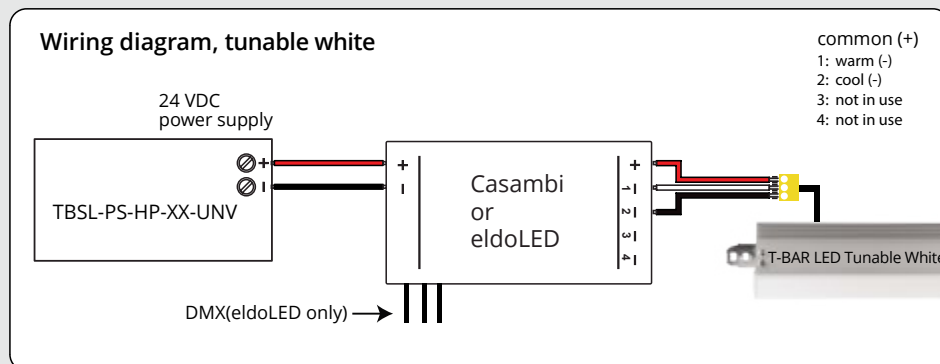 Wiring diagram, tunable white
common (+)
1: warm (-)
2: cool (-)
3: not in use
4: not in use
24 VDC
power supply
+
-
TBSL-PS-HP-XX-UNV
+
-
Casambi
or
eldoLED
+
1 -
2 -
3 -
4 -
T-BAR LED Tunable White
DMX(eldoLED only)